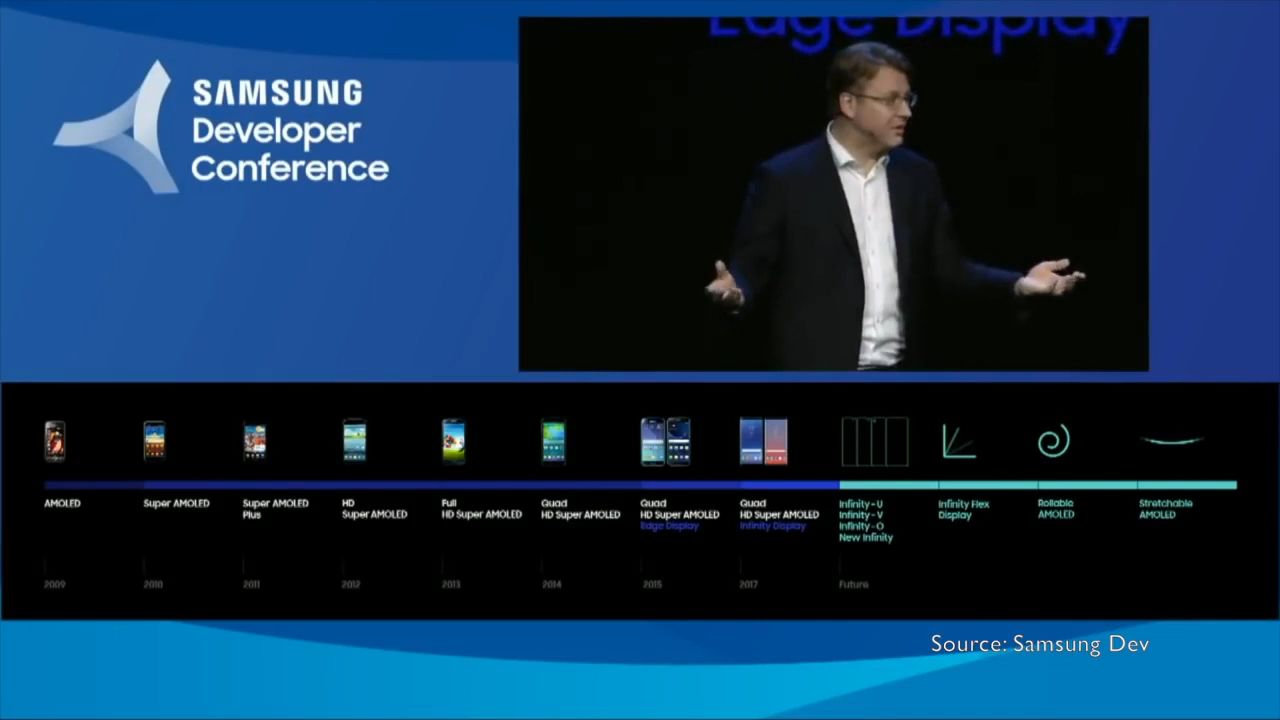 Edge Display
SAMSUNG
Developer
Conference
AMOLED
Super AMOLED
Super AMOLED
Plus
HD
Super AMOLED
Full
HD Super AMOLED
Quad
HD Super AMOLED
Quad
HD Super AMOLED
Edge Display
Quad
HD Super AMOLED
Infinity Display
Infinity-U
Infinity-V
Infinity-O
New Infinity
Infinity Flex
Display
Rollable
AMOLED
Stretchable
AMOLED
2009
2010
2011
2012
2013
2014
2015
2017
Future
Source: Samsung Dev